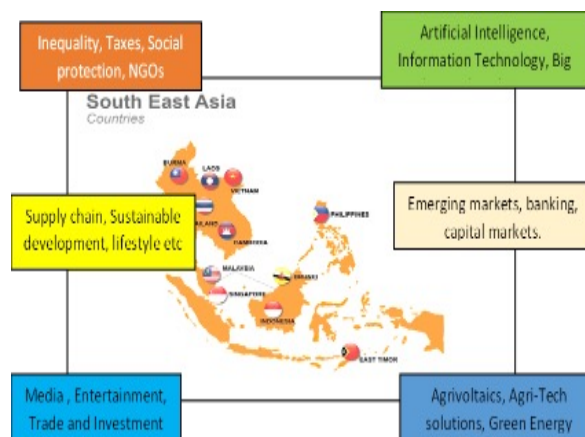 Inequality, Taxes, Social
protection, NGOs
Artificial Intelligence,
Information Technology, Big
South East Asia
Countries
BURMA
LAOS
VIETNAM
PHILIPPINES
Supply chain, Sustainable
development, lifestyle etc
Emerging markets, banking,
capital markets.
CAMBODIA
MALAYSIA
BRUNEI
SINGAPORE
INDONESIA
EAST TIMOR
Media , Entertainment,
Trade and Investment
Agrivoltaics, Agri-Tech
solutions, Green Energy